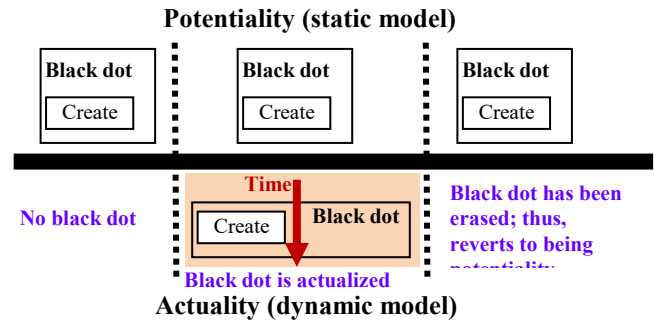 Potentiality (static model)
Black dot
Create
Black dot
Create
Black dot
Create
No black dot
Time
Create
Black dot
Black dot is actualized
Black dot has been
erased; thus,
reverts to being
potentiality
Actuality (dynamic model)